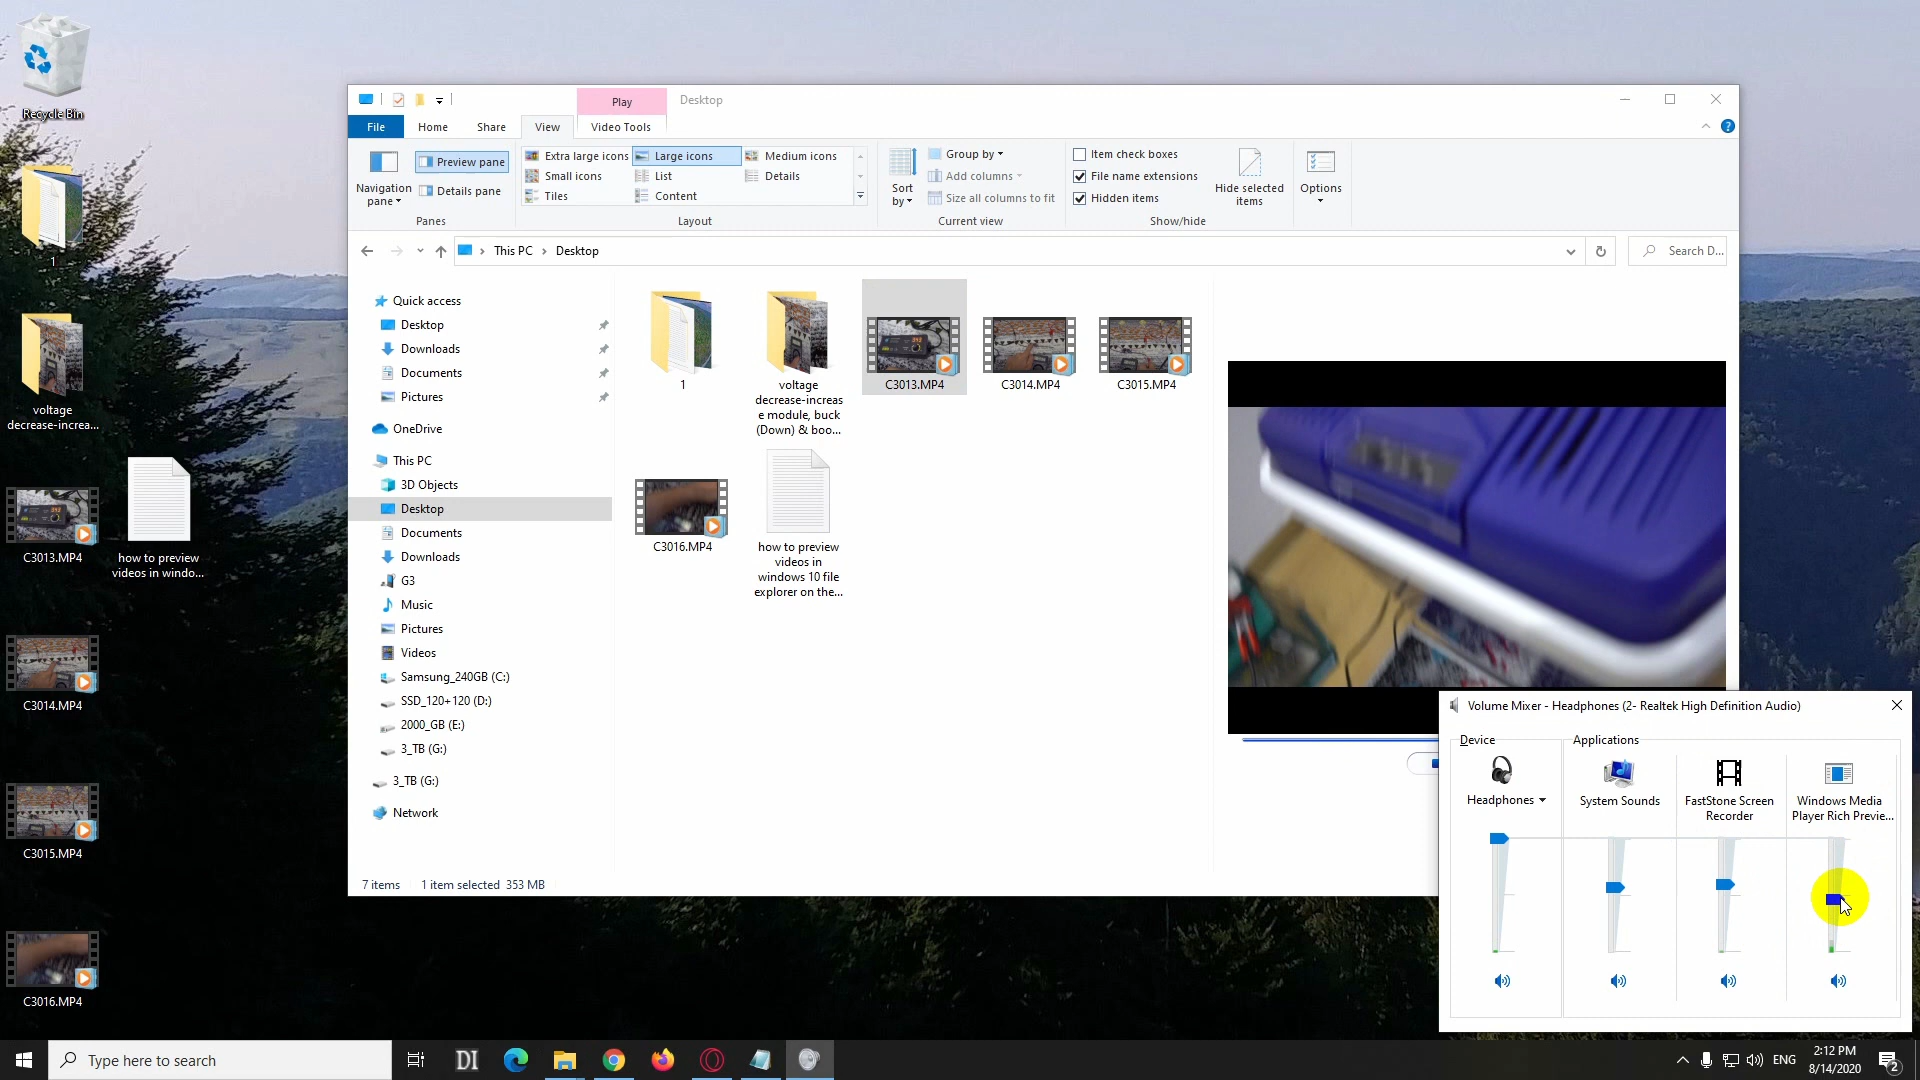 Recycle Bin
1
voltage
decrease-increa...
C3013.MP4
how to preview
videos in windo...
C3014.MP4
C3015.MP4
C3016.MP4
Play
Desktop
File
Home
Share
View
Video Tools
Navigation
pane
Preview pane
Details pane
Panes
Extra large icons
Large icons
Medium icons
Small icons
List
Details
Tiles
Content
Layout
Sort
by
Group by
Add columns
Size all columns to fit
Current view
Item check boxes
File name extensions
Hidden items
Hide selected
items
Show/hide
Options
This PC
Desktop
Search D...
Quick access
Desktop
Downloads
Documents
Pictures
OneDrive
This PC
3D Objects
Desktop
Documents
Downloads
G3
Music
Pictures
Videos
Samsung_240GB (C:)
SSD_120+120 (D:)
2000_GB (E:)
3_TB (G:)
3_TB (G:)
Network
1
voltage
decrease-increas
e module, buck
(Down) & boo...
C3013.MP4
C3014.MP4
C3015.MP4
C3016.MP4
how to preview
videos in
windows 10 file
explorer on the...
7 items
1 item selected 353 MB
Volume Mixer - Headphones (2- Realtek High Definition Audio)
Device
Applications
Headphones
System Sounds
FastStone Screen
Recorder
Windows Media
Player Rich Previe...
Type here to search
DI
ENG
2:12 PM
8/14/2020
2